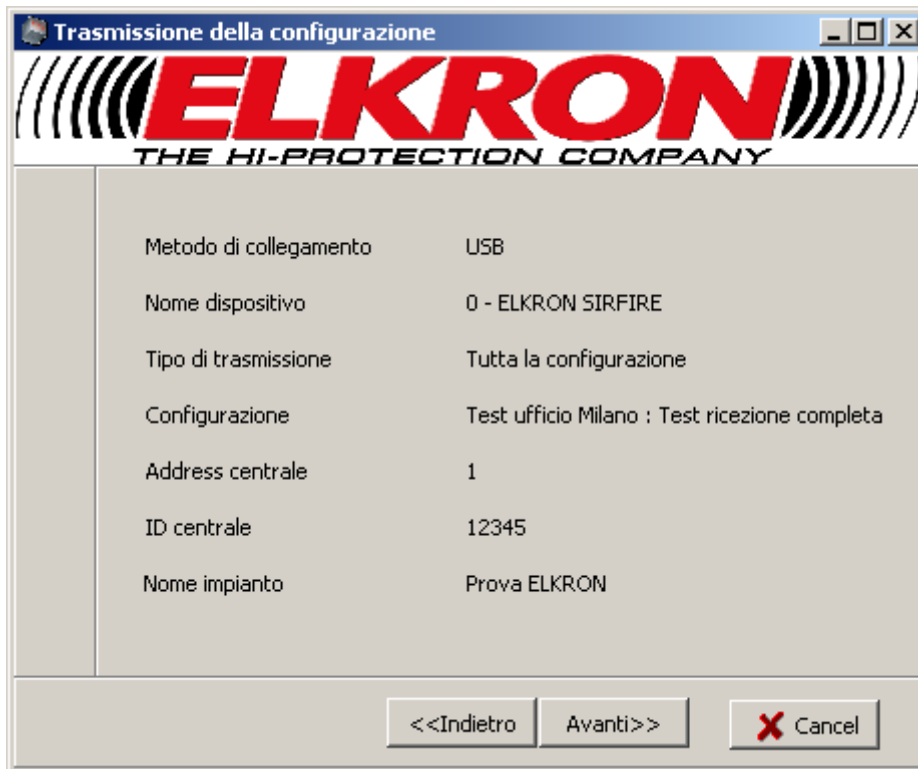 Trasmissione della configurazione
ELKRON
THE HI-PROTECTION COMPANY
Metodo di collegamento USB
Nome dispositivo 0 - ELKRON SIRFIRE
Tipo di trasmissione Tutta la configurazione
Configurazione Test ufficio Milano : Test ricezione completa
Address centrale 1
ID centrale 12345
Nome impianto Prova ELKRON
<<Indietro Avanti>> Cancel